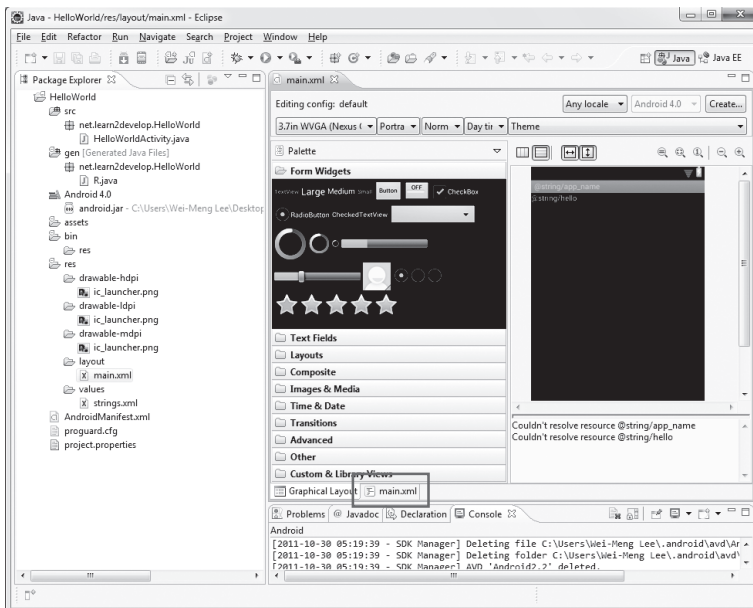 Java - HelloWorld/res/layout/main.xml - Eclipse
File Edit Refactor Run Navigate Search Project Window Help
Java Java EE
Package Explorer
HelloWorld
src
net.learn2develop.HelloWorld
HelloWorldActivity.java
gen [Generated Java Files]
net.learn2develop.HelloWorld
R.java
Android 4.0
android.jar - C:\Users\Wei-Meng Lee\Desktop
assets
bin
res
res
drawable-hdpi
ic_launcher.png
drawable-ldpi
ic_launcher.png
drawable-mdpi
ic_launcher.png
layout
main.xml
values
strings.xml
AndroidManifest.xml
proguard.cfg
project.properties
main.xml
Editing config: default
Any locale Android 4.0 Create...
3.7in WVGA (Nexus ( Portra Norm Day tir Theme
Palette
Form Widgets
TextView Large Medium Small Button OFF CheckBox
RadioButton CheckedTextView
Text Fields
Layouts
Composite
Images & Media
Time & Date
Transitions
Advanced
Other
Custom & Library Views
@string/app_name
@string/hello
Couldn't resolve resource @string/app_name
Couldn't resolve resource @string/hello
Graphical Layout main.xml
Problems @ Javadoc Declaration Console
Android
[2011-10-30 05:19:39 - SDK Manager] Deleting file C:\Users\Wei-Meng Lee\.android\avd\An
[2011-10-30 05:19:39 - SDK Manager] Deleting folder C:\Users\Wei-Meng Lee\.android\avd\
[2011-10-30 05:19:39 - SDK Manager] AVD 'Android2.2' deleted.